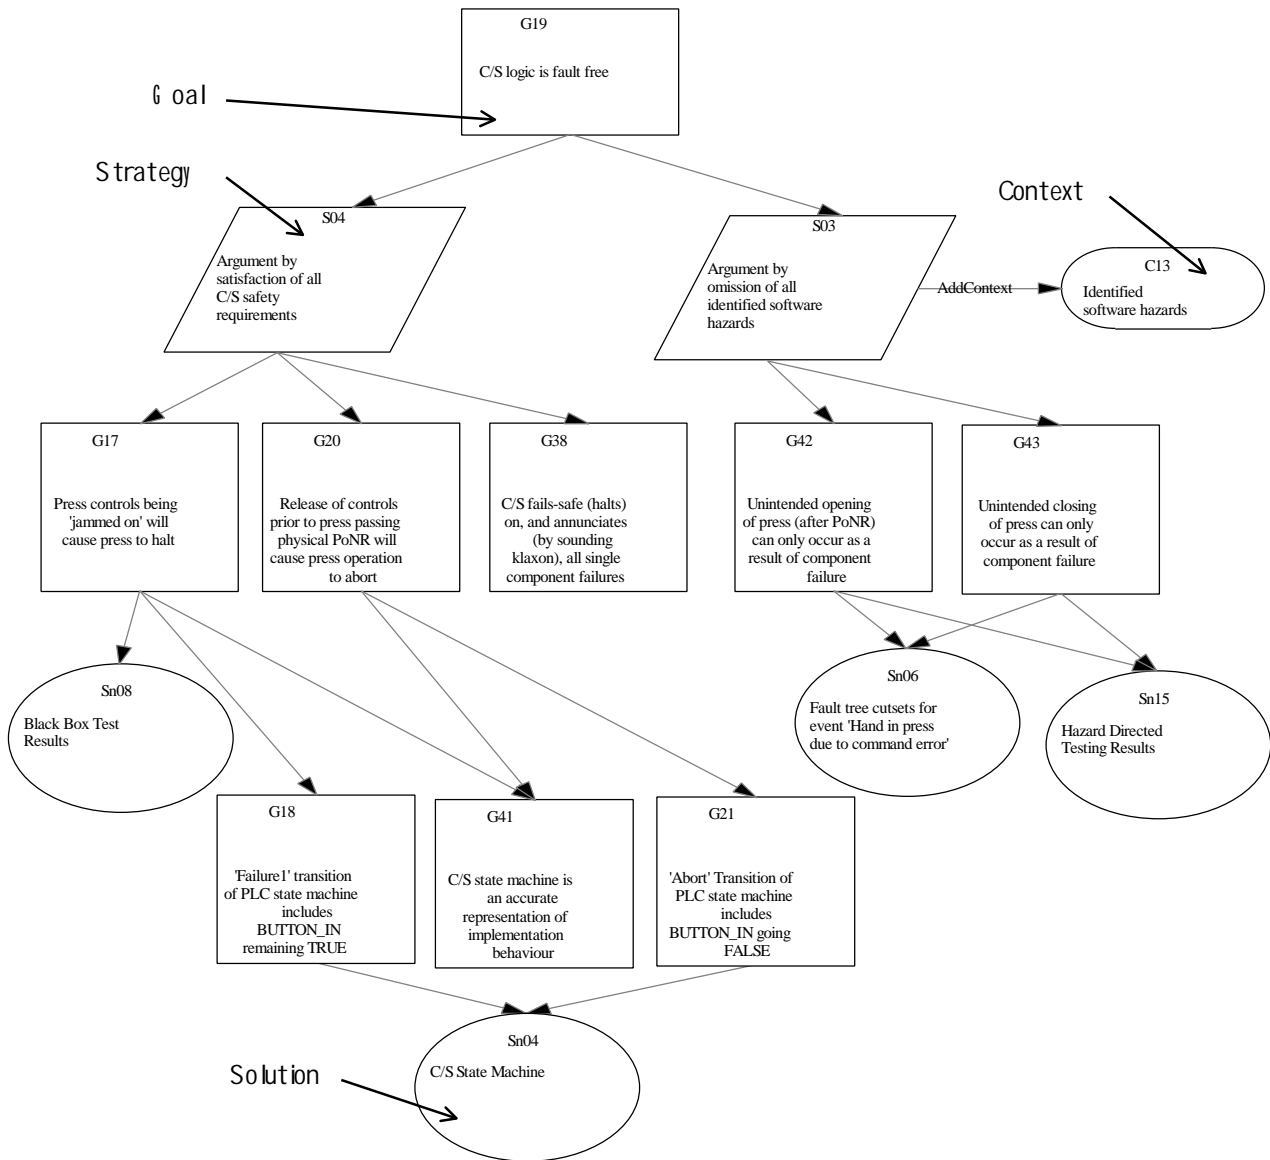 G19
C/S logic is fault free
Goal
Strategy
Context
S04
Argument by
satisfaction of all
C/S safety
requirements
S03
Argument by
omission of all
identified software
hazards
AddContext
C13
Identified
software hazards
G17
Press controls being
'jammed on' will
cause press to halt
G20
Release of controls
prior to press passing
physical PoNR will
cause press operation
to abort
G38
C/S fails-safe (halts)
on, and annunciates
(by sounding
klaxon), all single
component failures
G42
Unintended opening
of press (after PoNR)
can only occur as a
result of component
failure
G43
Unintended closing
of press can only
occur as a result of
component failure
Sn08
Black Box Test
Results
Sn06
Fault tree cutsets for
event 'Hand in press
due to command error'
Sn15
Hazard Directed
Testing Results
G18
'Failure1' transition
of PLC state machine
includes
BUTTON_IN
remaining TRUE
G41
C/S state machine is
an accurate
representation of
implementation
behaviour
G21
'Abort' Transition of
PLC state machine
includes
BUTTON_IN going
FALSE
Sn04
C/S State Machine
Solution